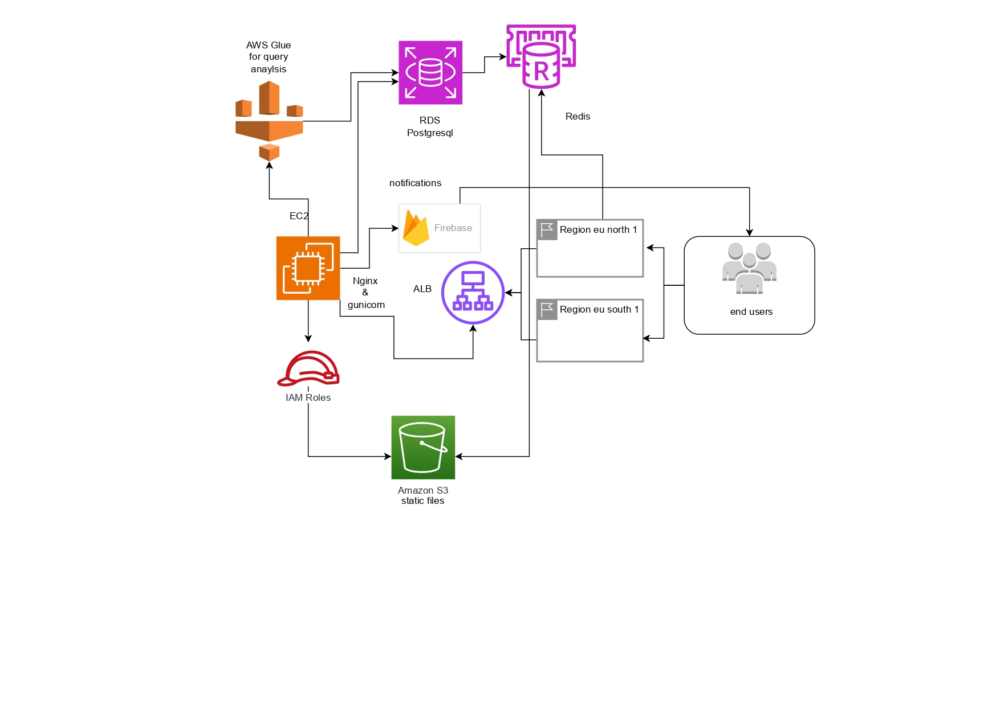 AWS Glue
for query
anaylsis
R
RDS
Postgresql
Redis
notifications
EC2
Firebase
Region eu north 1
Nginx
&
gunicorn
ALB
Region eu south 1
end users
IAM Roles
Amazon S3
static files